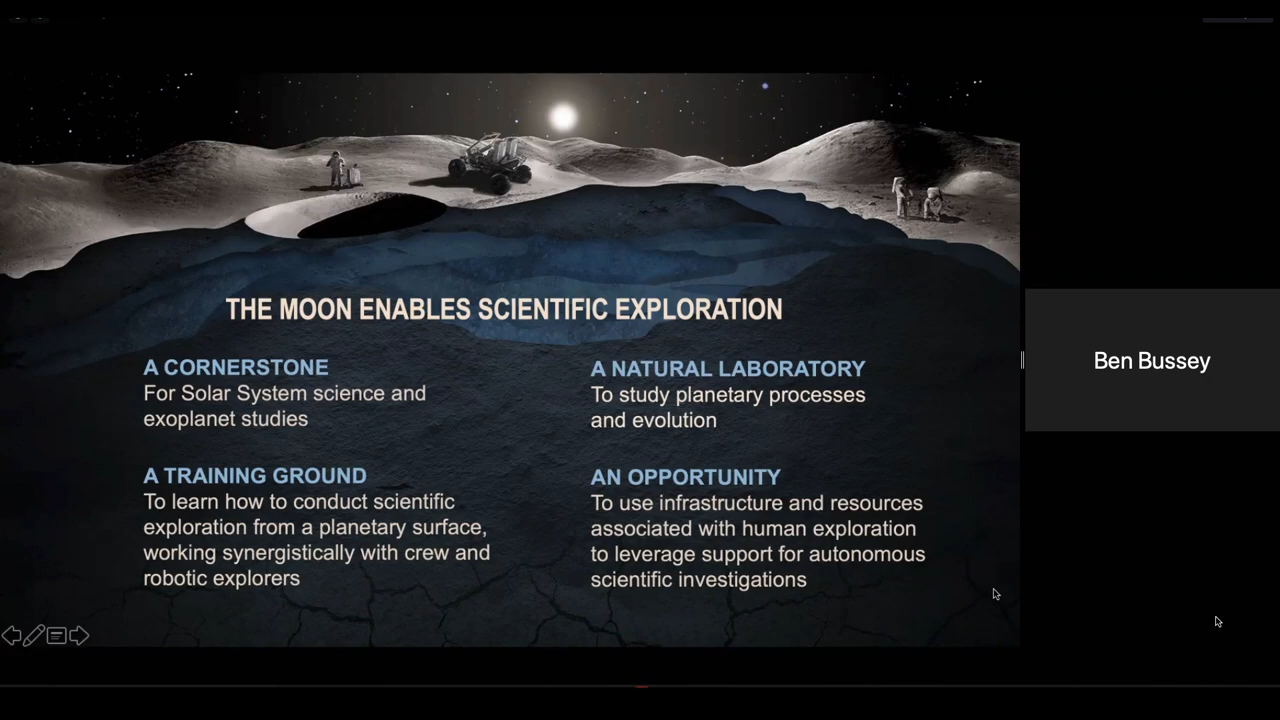 THE MOON ENABLES SCIENTIFIC EXPLORATION
A CORNERSTONE
For Solar System science and
exoplanet studies
A NATURAL LABORATORY
To study planetary processes
and evolution
A TRAINING GROUND
To learn how to conduct scientific
exploration from a planetary surface,
working synergistically with crew and
robotic explorers
AN OPPORTUNITY
To use infrastructure and resources
associated with human exploration
to leverage support for autonomous
scientific investigations
Ben Bussey